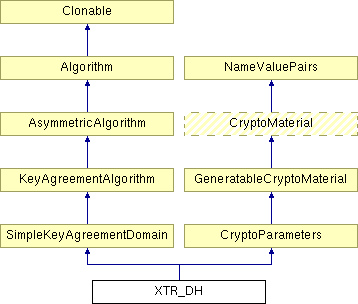 Clonable
Algorithm NameValuePairs
AsymmetricAlgorithm CryptoMaterial
KeyAgreementAlgorithm GeneratableCryptoMaterial
SimpleKeyAgreementDomain CryptoParameters
XTR_DH